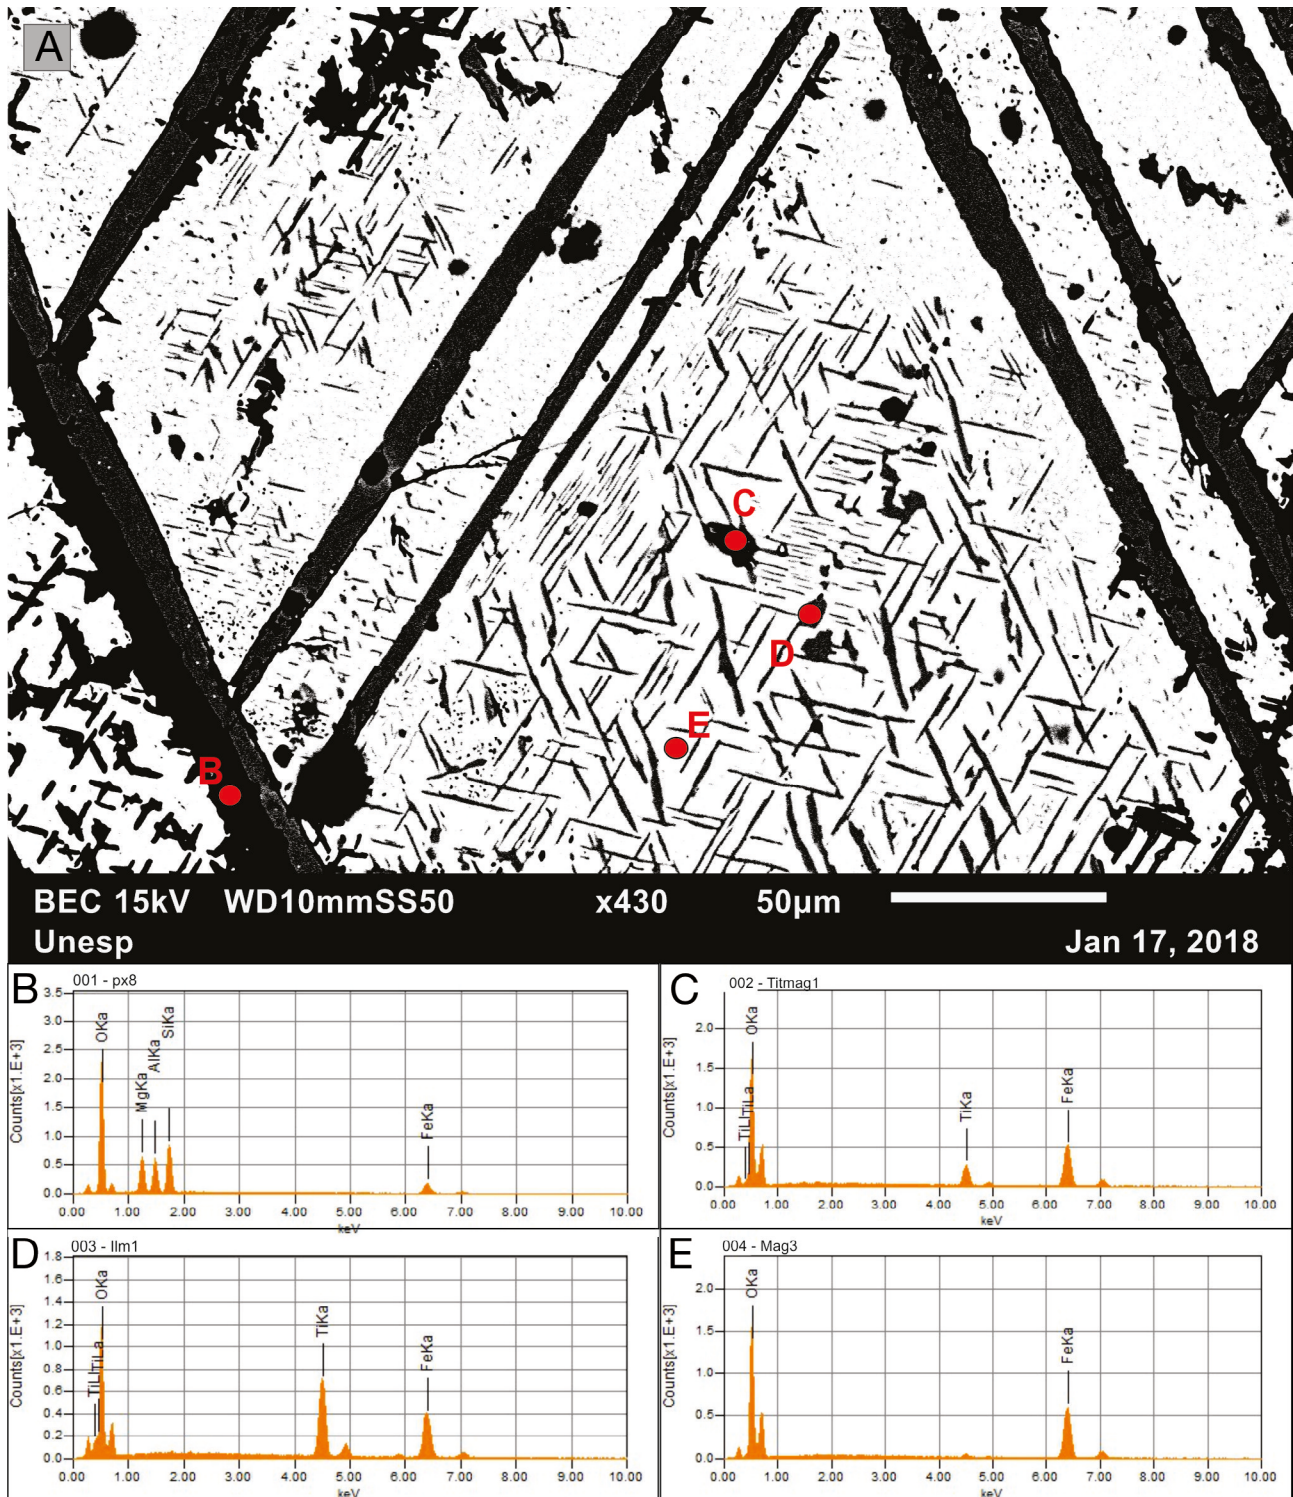 A
C
D
E
B
BEC 15kV WD10mmSS50 x430 50µm
Unesp Jan 17, 2018
B
001 - px8
Counts[x1.E+3]
3.5
3.0
2.5
2.0
1.5
1.0
0.5
0.0
OKa
MgKa
AlKa
SiKa
FeKa
0.00 1.00 2.00 3.00 4.00 5.00 6.00 7.00 8.00 9.00 10.00
keV
C
002 - Titmag1
Counts[x1.E+3]
2.0
1.5
1.0
0.5
0.0
TiLl
TiLa
OKa
TiKa
FeKa
0.00 1.00 2.00 3.00 4.00 5.00 6.00 7.00 8.00 9.00 10.00
keV
D
003 - Ilm1
Counts[x1.E+3]
1.8
1.6
1.4
1.2
1.0
0.8
0.6
0.4
0.2
0.0
TiLl
TiLa
OKa
TiKa
FeKa
0.00 1.00 2.00 3.00 4.00 5.00 6.00 7.00 8.00 9.00 10.00
keV
E
004 - Mag3
Counts[x1.E+3]
2.0
1.5
1.0
0.5
0.0
OKa
FeKa
0.00 1.00 2.00 3.00 4.00 5.00 6.00 7.00 8.00 9.00 10.00
keV